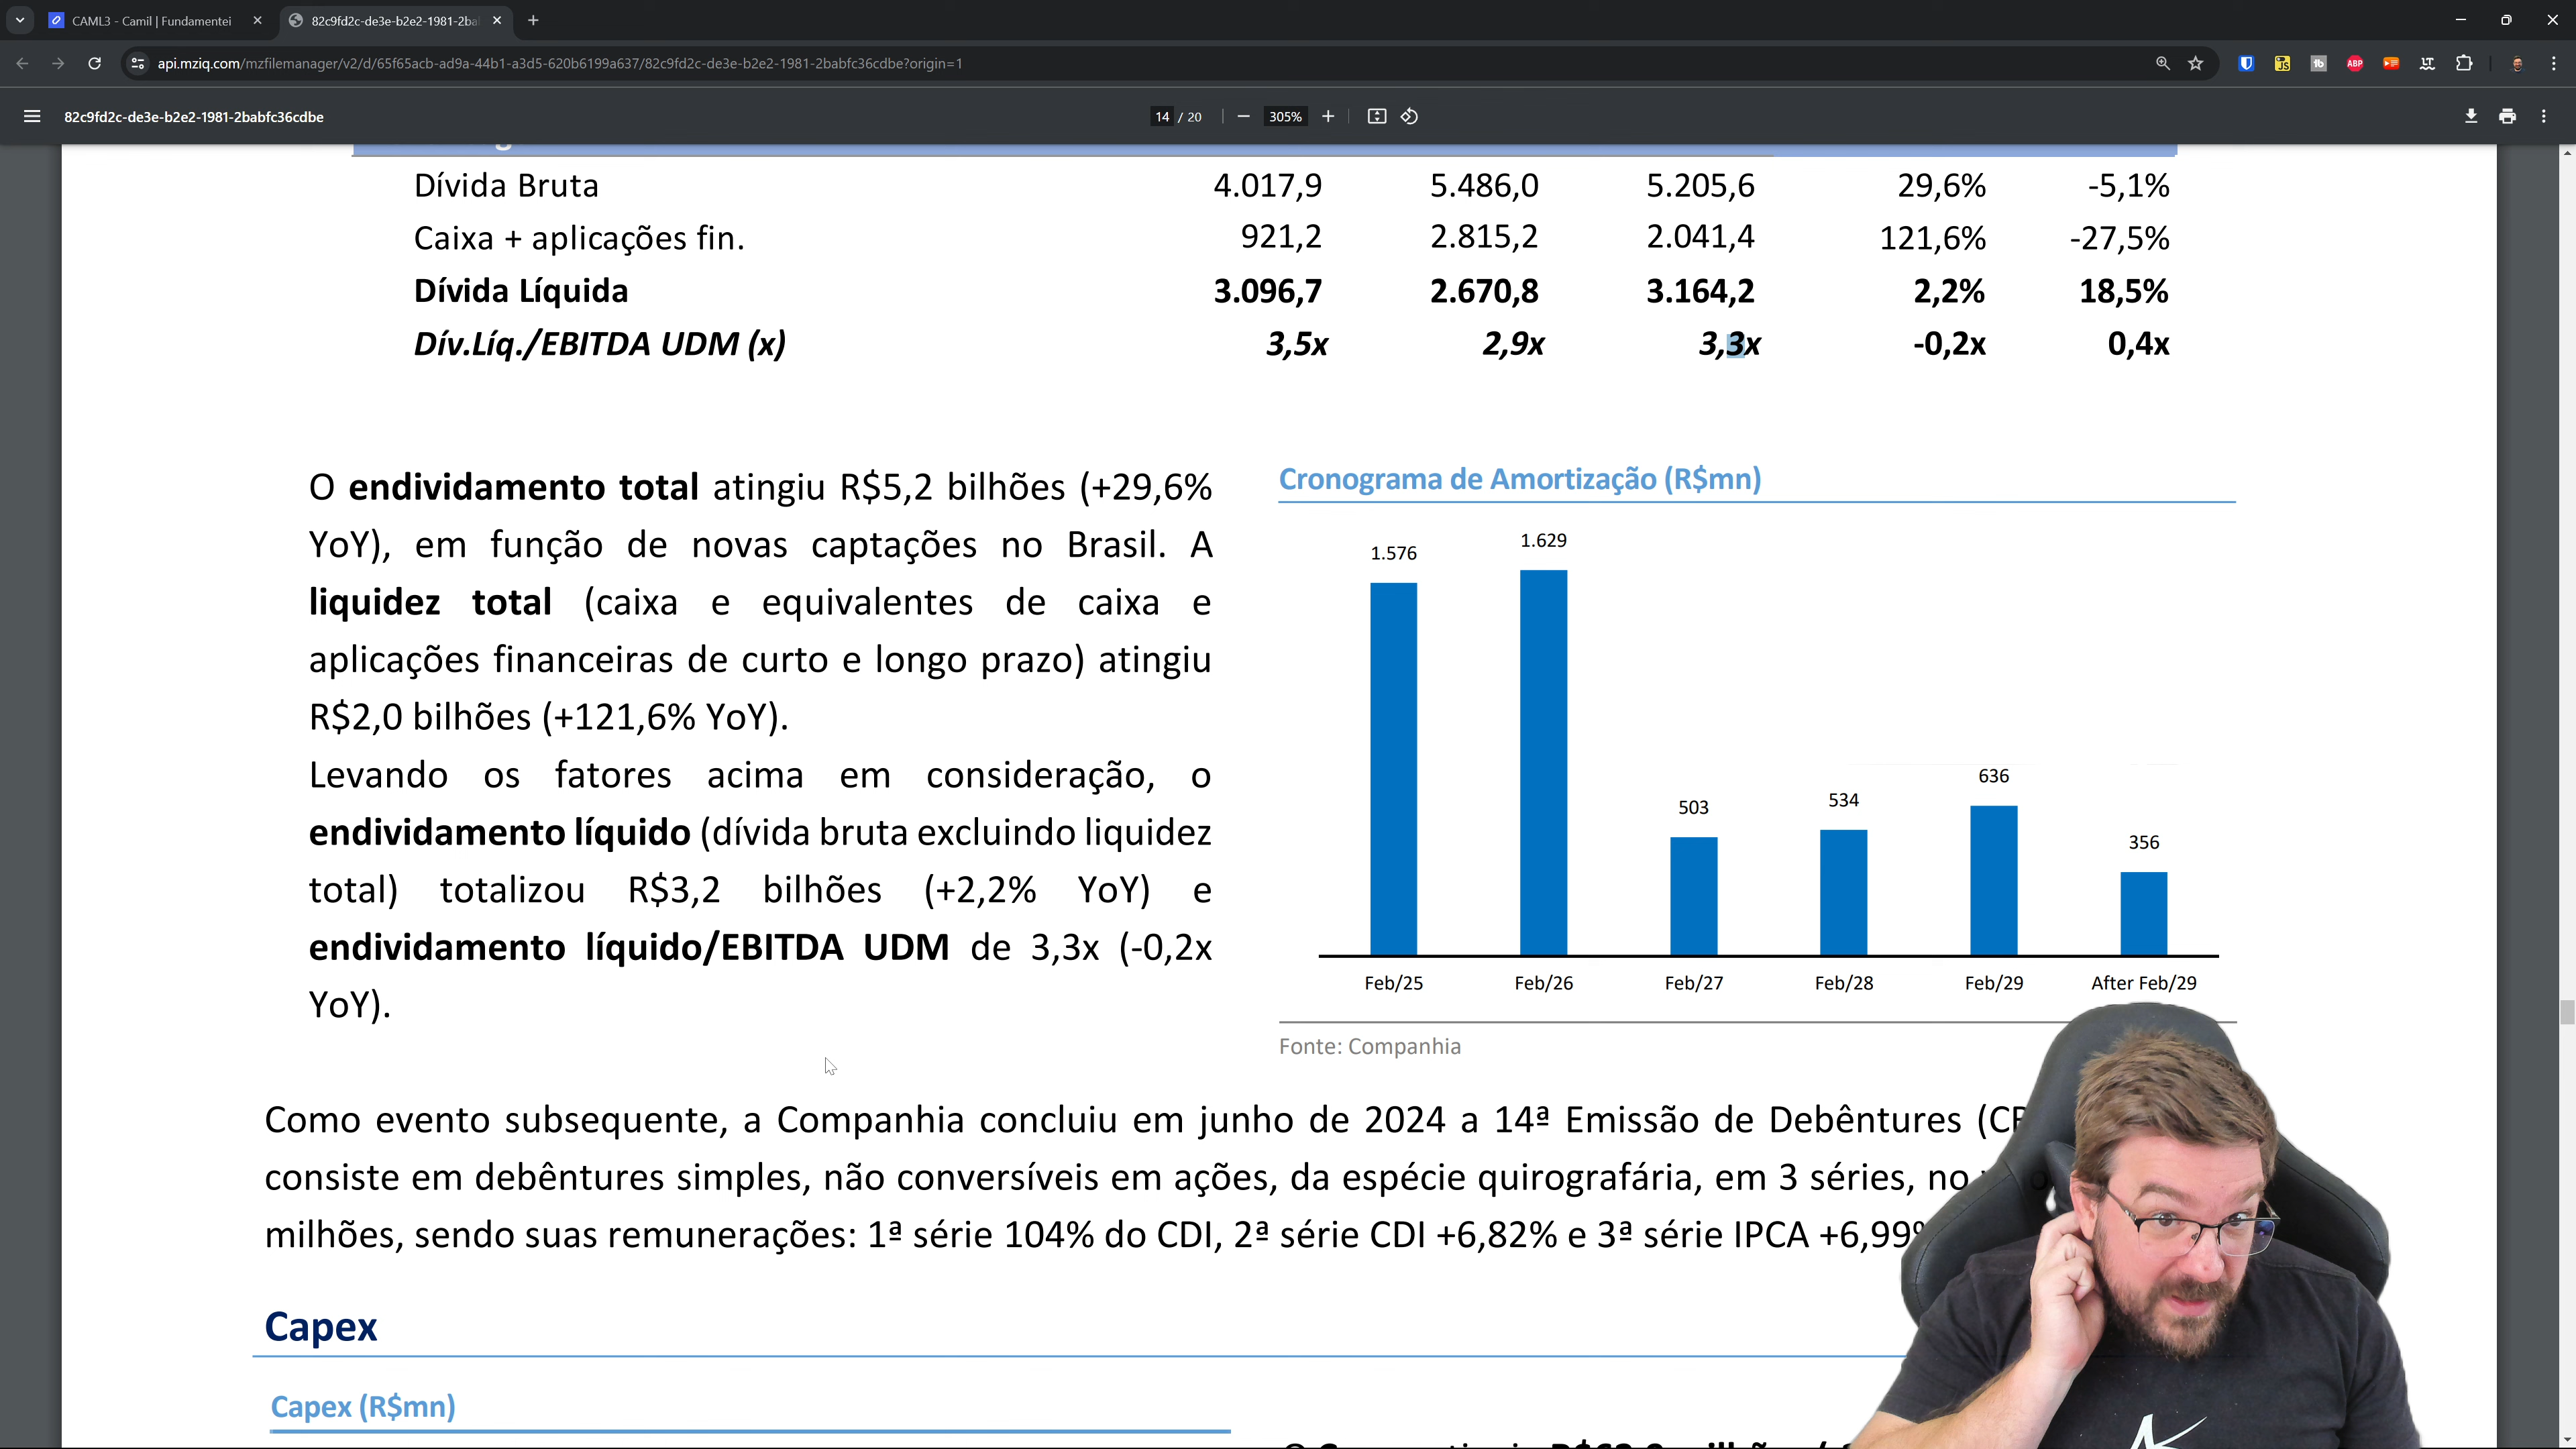 CAML3 - Camil | Fundamentei
82c9fd2c-de3e-b2e2-1981-2ba
api.mziq.com/mzfilemanager/v2/d/65f65acb-ad9a-44b1-a3d5-620b6199a637/82c9fd2c-de3e-b2e2-1981-2babfc36cdbe?origin=1
82c9fd2c-de3e-b2e2-1981-2babfc36cdbe
14 / 20
305%
Dívida Bruta 4.017,9 5.486,0 5.205,6 29,6% -5,1%
Caixa + aplicações fin. 921,2 2.815,2 2.041,4 121,6% -27,5%
Dívida Líquida 3.096,7 2.670,8 3.164,2 2,2% 18,5%
Dív.Líq./EBITDA UDM (x) 3,5x 2,9x 3,3x -0,2x 0,4x
O endividamento total atingiu R$5,2 bilhões (+29,6%
YoY), em função de novas captações no Brasil. A
liquidez total (caixa e equivalentes de caixa e
aplicações financeiras de curto e longo prazo) atingiu
R$2,0 bilhões (+121,6% YoY).
Levando os fatores acima em consideração, o
endividamento líquido (dívida bruta excluindo liquidez
total) totalizou R$3,2 bilhões (+2,2% YoY) e
endividamento líquido/EBITDA UDM de 3,3x (-0,2x
YoY).
Cronograma de Amortização (R$mn)
1.576 1.629 503 534 636 356
Feb/25 Feb/26 Feb/27 Feb/28 Feb/29 After Feb/29
Fonte: Companhia
Como evento subsequente, a Companhia concluiu em junho de 2024 a 14ª Emissão de Debêntures
consiste em debêntures simples, não conversíveis em ações, da espécie quirografária, em 3 séries, no
milhões, sendo suas remunerações: 1ª série 104% do CDI, 2ª série CDI +6,82% e 3ª série IPCA +6,99%
Capex
Capex (R$mn)